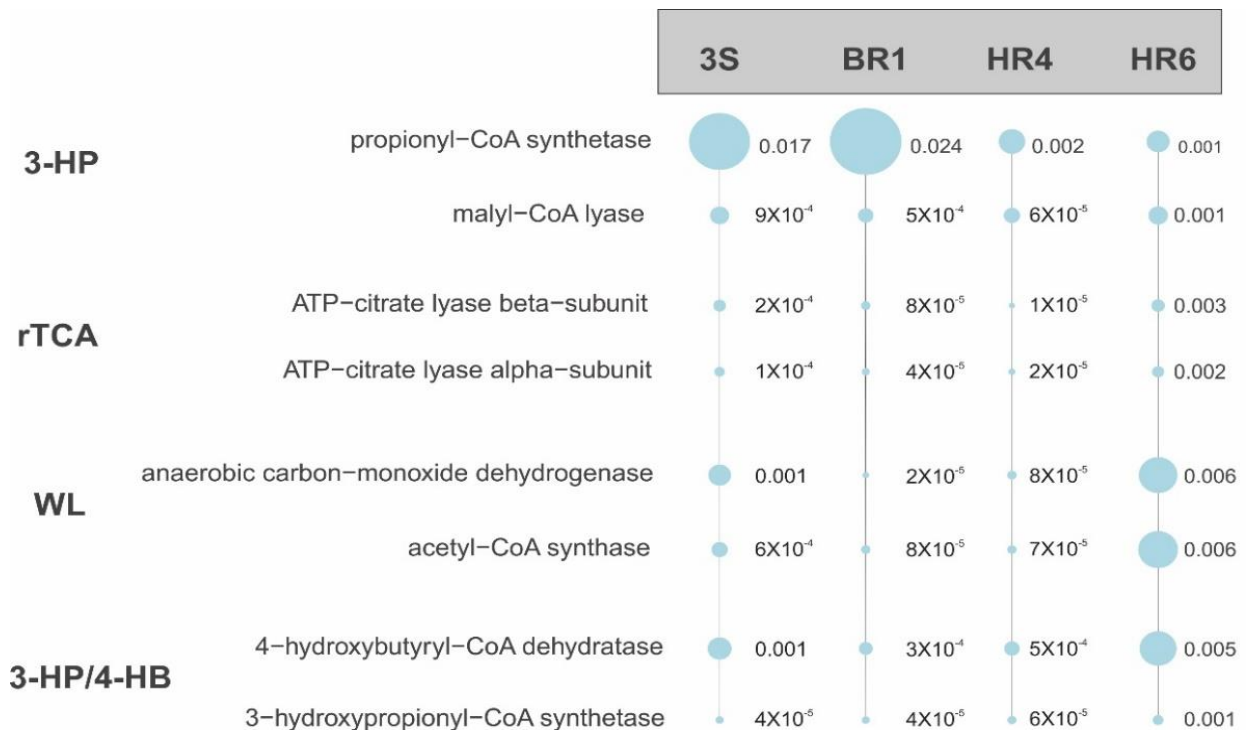 3S BR1 HR4 HR6
3-HP
propionyl−CoA synthetase 0.017 0.024 0.002 0.001
malyl−CoA lyase 9X10⁻⁴ 5X10⁻⁴ 6X10⁻⁵ 0.001
rTCA
ATP−citrate lyase beta−subunit 2X10⁻⁴ 8X10⁻⁵ 1X10⁻⁵ 0.003
ATP−citrate lyase alpha−subunit 1X10⁻⁴ 4X10⁻⁵ 2X10⁻⁵ 0.002
WL
anaerobic carbon−monoxide dehydrogenase 0.001 2X10⁻⁵ 8X10⁻⁵ 0.006
acetyl−CoA synthase 6X10⁻⁴ 8X10⁻⁵ 7X10⁻⁵ 0.006
3-HP/4-HB
4−hydroxybutyryl−CoA dehydratase 0.001 3X10⁻⁴ 5X10⁻⁴ 0.005
3−hydroxypropionyl−CoA synthetase 4X10⁻⁵ 4X10⁻⁵ 6X10⁻⁵ 0.001